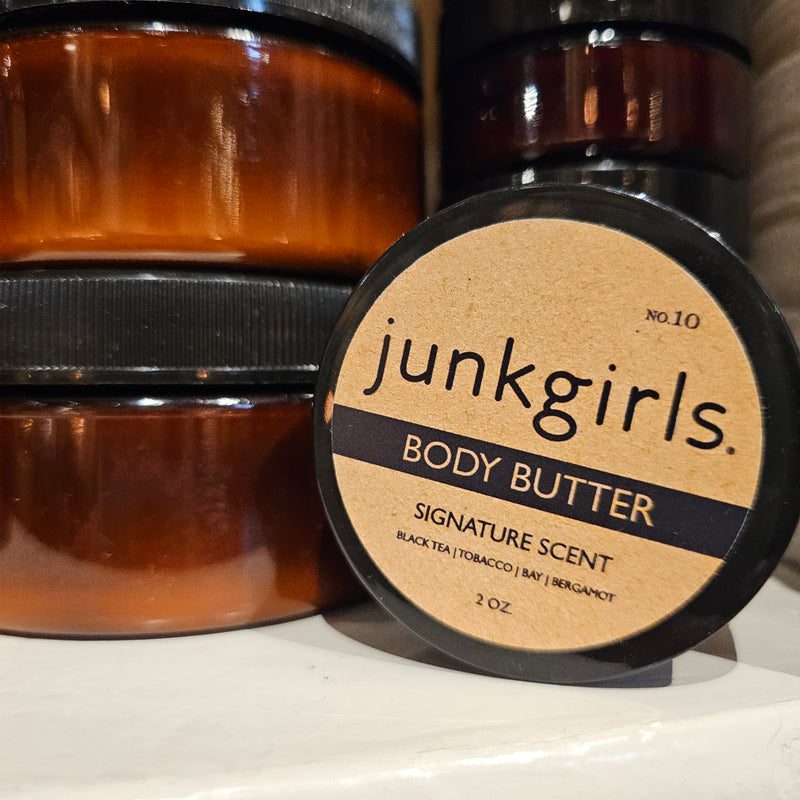 NO.10
junkgirls.
BODY BUTTER
SIGNATURE SCENT
BLACK TEA | TOBACCO | BAY | BERGAMOT
2 OZ.